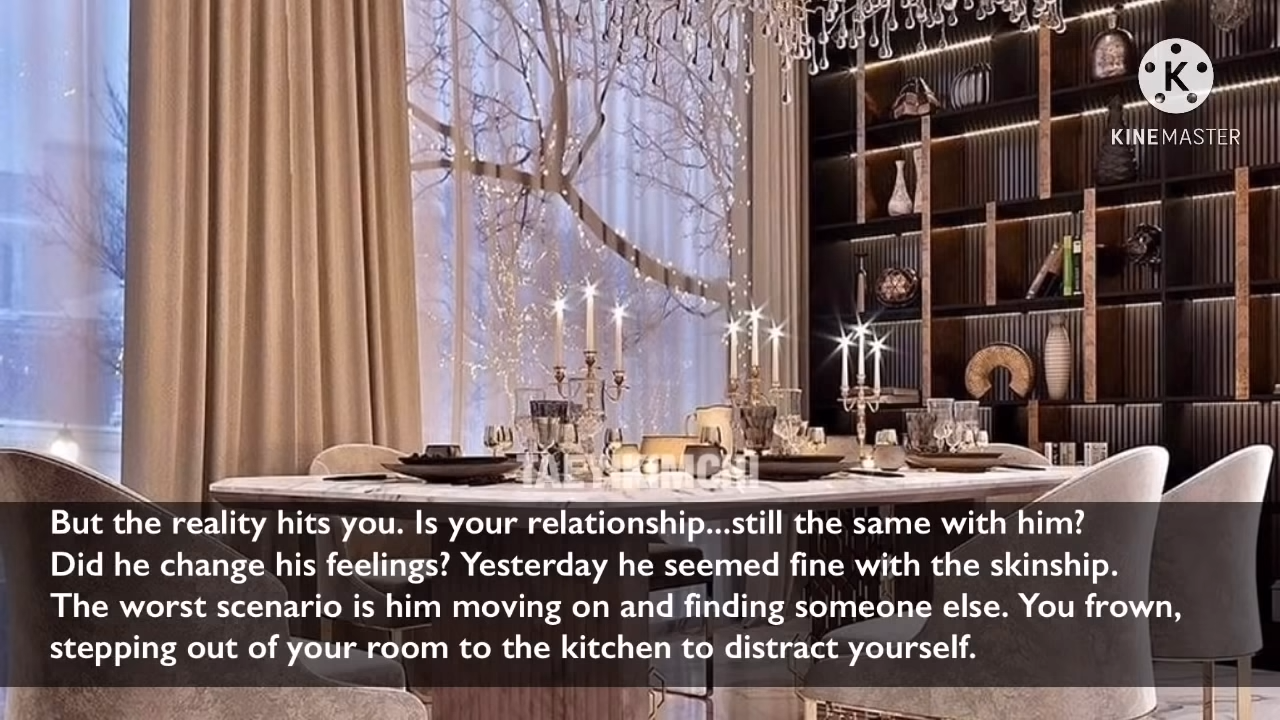 KINEMASTER
TAEYIKIMCHI
But the reality hits you. Is your relationship...still the same with him?
Did he change his feelings? Yesterday he seemed fine with the skinship.
The worst scenario is him moving on and finding someone else. You frown,
stepping out of your room to the kitchen to distract yourself.